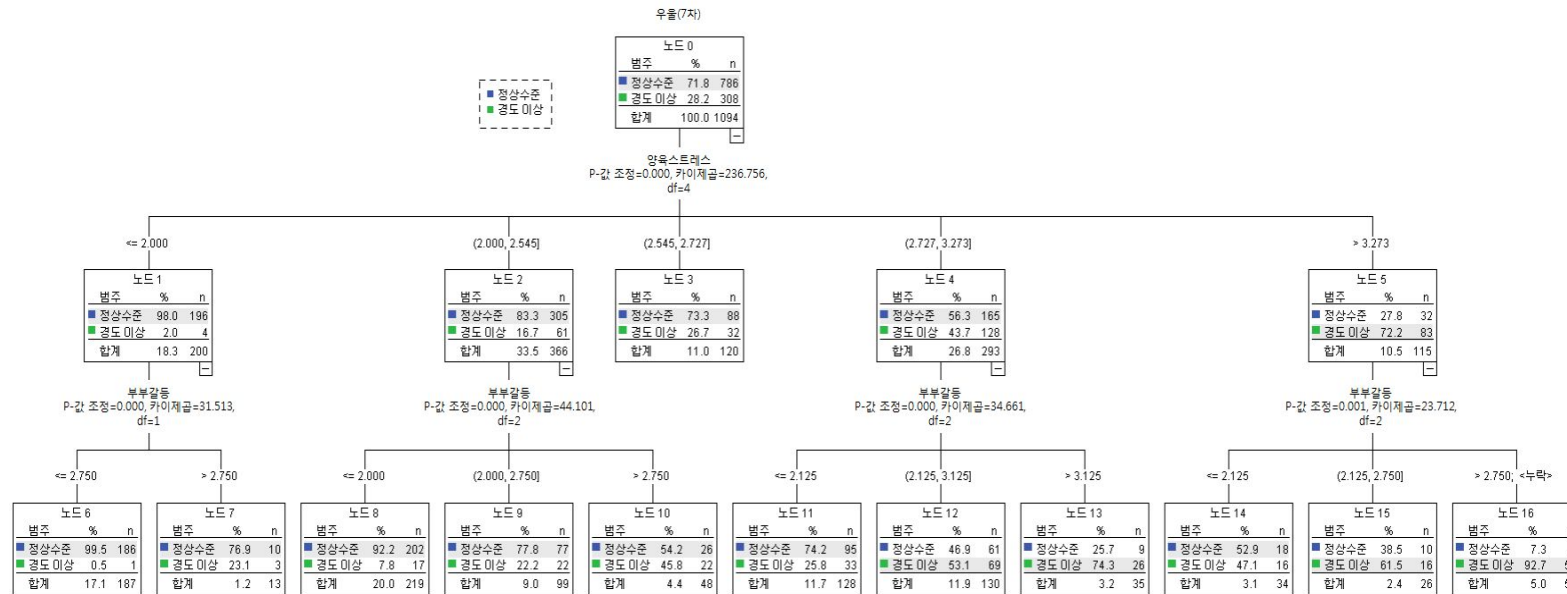 우울(7차)
노드 0
범주 % n
정상수준 71.8 786
경도 이상 28.2 308
합계 100.0 1094
정상수준
경도 이상
양육스트레스
P-값 조정=0.000, 카이제곱=236.756,
df=4
<= 2.000 (2.000, 2.545] (2.545, 2.727] (2.727, 3.273] > 3.273
노드 1
범주 % n
정상수준 98.0 196
경도 이상 2.0 4
합계 18.3 200
노드 2
범주 % n
정상수준 83.3 305
경도 이상 16.7 61
합계 33.5 366
노드 3
범주 % n
정상수준 73.3 88
경도 이상 26.7 32
합계 11.0 120
노드 4
범주 % n
정상수준 56.3 165
경도 이상 43.7 128
합계 26.8 293
노드 5
범주 % n
정상수준 27.8 32
경도 이상 72.2 83
합계 10.5 115
부부갈등
P-값 조정=0.000, 카이제곱=31.513,
df=1
부부갈등
P-값 조정=0.000, 카이제곱=44.101,
df=2
부부갈등
P-값 조정=0.000, 카이제곱=34.661,
df=2
부부갈등
P-값 조정=0.001, 카이제곱=23.712,
df=2
<= 2.750 > 2.750 <= 2.000 (2.000, 2.750] > 2.750 <= 2.125 (2.125, 3.125] > 3.125 <= 2.125 (2.125, 2.750] > 2.750; <누락>
노드 6
범주 % n
정상수준 99.5 186
경도 이상 0.5 1
합계 17.1 187
노드 7
범주 % n
정상수준 76.9 10
경도 이상 23.1 3
합계 1.2 13
노드 8
범주 % n
정상수준 92.2 202
경도 이상 7.8 17
합계 20.0 219
노드 9
범주 % n
정상수준 77.8 77
경도 이상 22.2 22
합계 9.0 99
노드 10
범주 % n
정상수준 54.2 26
경도 이상 45.8 22
합계 4.4 48
노드 11
범주 % n
정상수준 74.2 95
경도 이상 25.8 33
합계 11.7 128
노드 12
범주 % n
정상수준 46.9 61
경도 이상 53.1 69
합계 11.9 130
노드 13
범주 % n
정상수준 25.7 9
경도 이상 74.3 26
합계 3.2 35
노드 14
범주 % n
정상수준 52.9 18
경도 이상 47.1 16
합계 3.1 34
노드 15
범주 % n
정상수준 38.5 10
경도 이상 61.5 16
합계 2.4 26
노드 16
범주 %
정상수준 7.3
경도 이상 92.7
합계 5.0